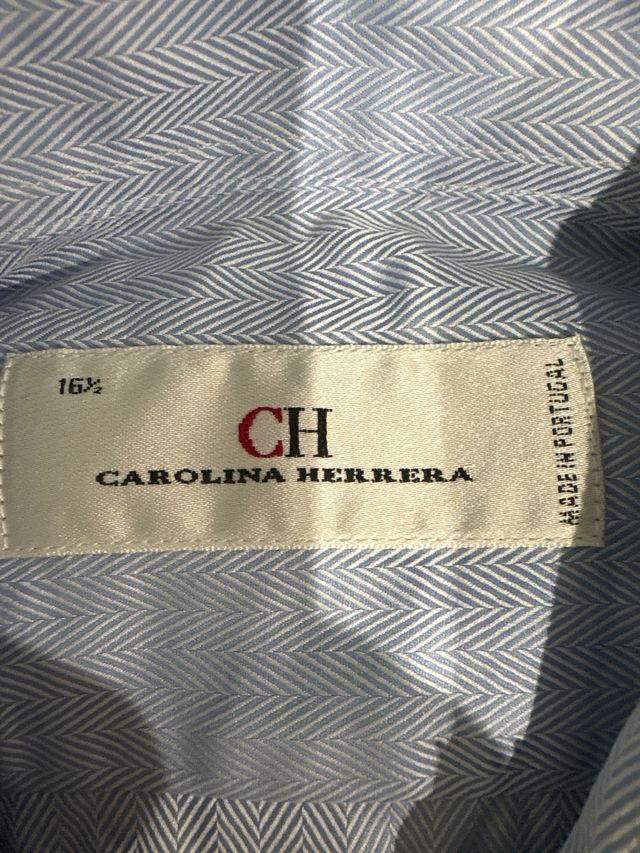 16½
CH
CAROLINA HERRERA
MADE IN PORTUGAL